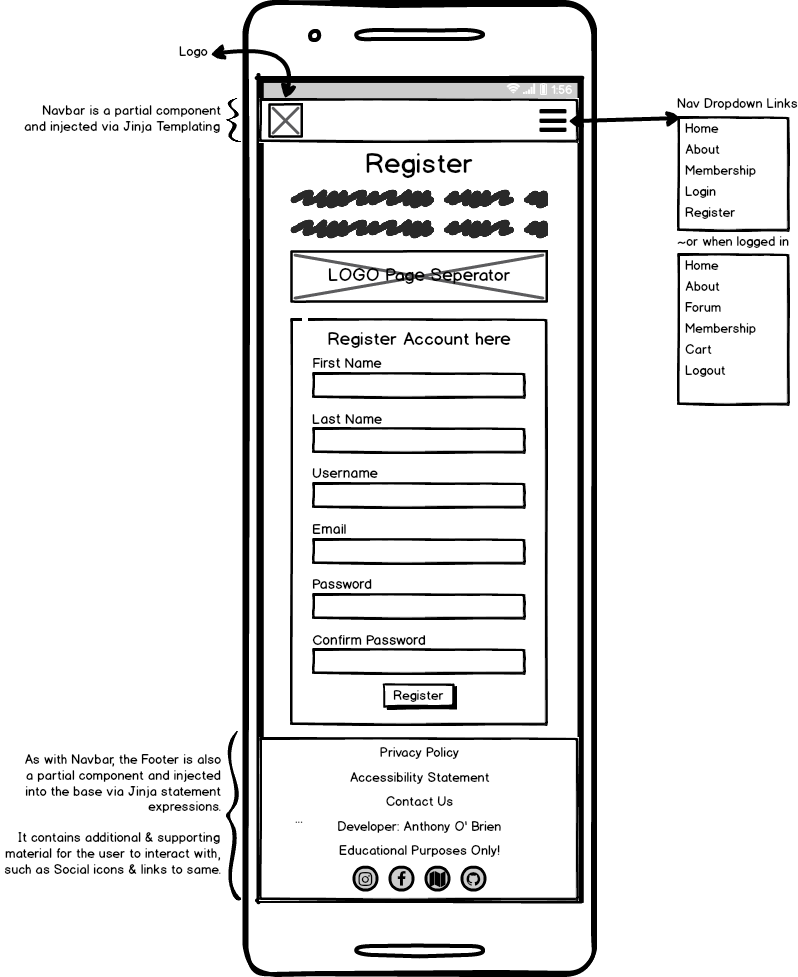 Logo
1:56
Navbar is a partial component
and injected via Jinja Templating
Nav Dropdown Links
Home
About
Membership
Login
Register
~or when logged in
Home
About
Forum
Membership
Cart
Logout
Register
LOGO Page Seperator
Register Account here
First Name
Last Name
Username
Email
Password
Confirm Password
Register
As with Navbar, the Footer is also
a partial component and injected
into the base via Jinja statement
expressions.
It contains additional & supporting
material for the user to interact with,
such as Social icons & links to same.
Privacy Policy
Accessibility Statement
Contact Us
...
Developer: Anthony O' Brien
Educational Purposes Only!